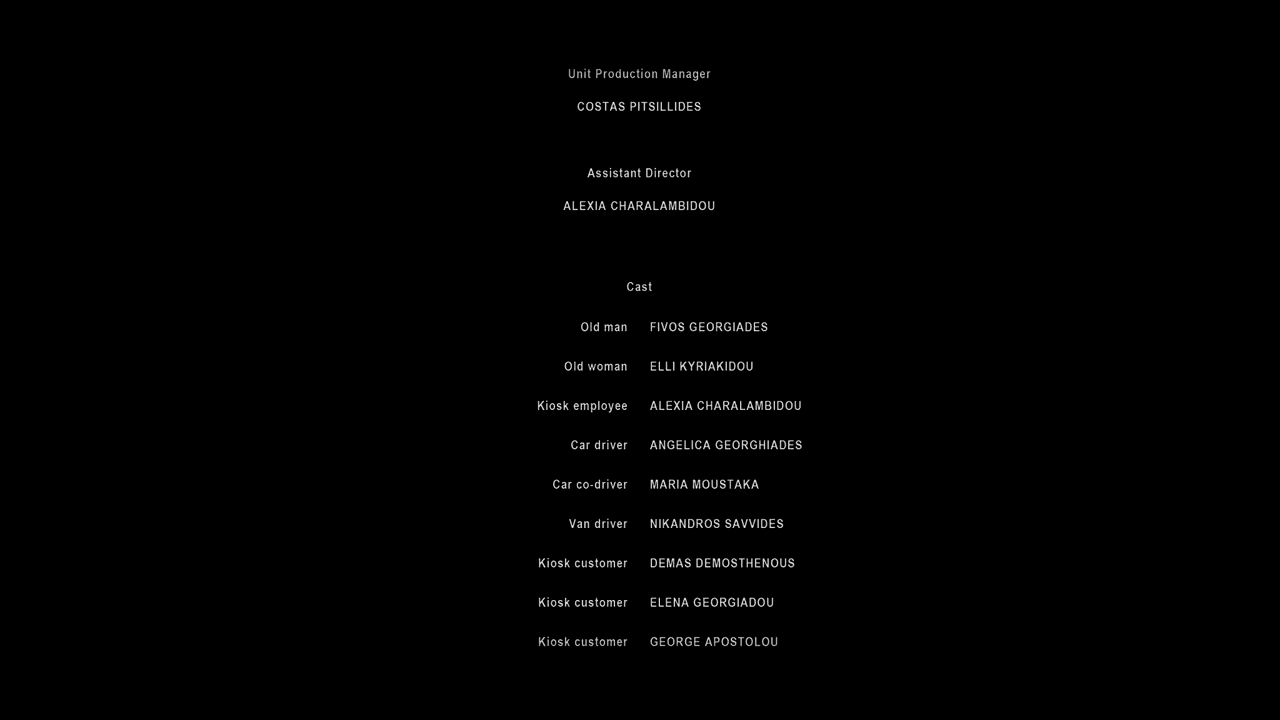 Unit Production Manager
COSTAS PITSILLIDES
Assistant Director
ALEXIA CHARALAMBIDOU
Cast
Old man FIVOS GEORGIADES
Old woman ELLI KYRIAKIDOU
Kiosk employee ALEXIA CHARALAMBIDOU
Car driver ANGELICA GEORGHIADES
Car co-driver MARIA MOUSTAKA
Van driver NIKANDROS SAVVIDES
Kiosk customer DEMAS DEMOSTHENOUS
Kiosk customer ELENA GEORGIADOU
Kiosk customer GEORGE APOSTOLOU